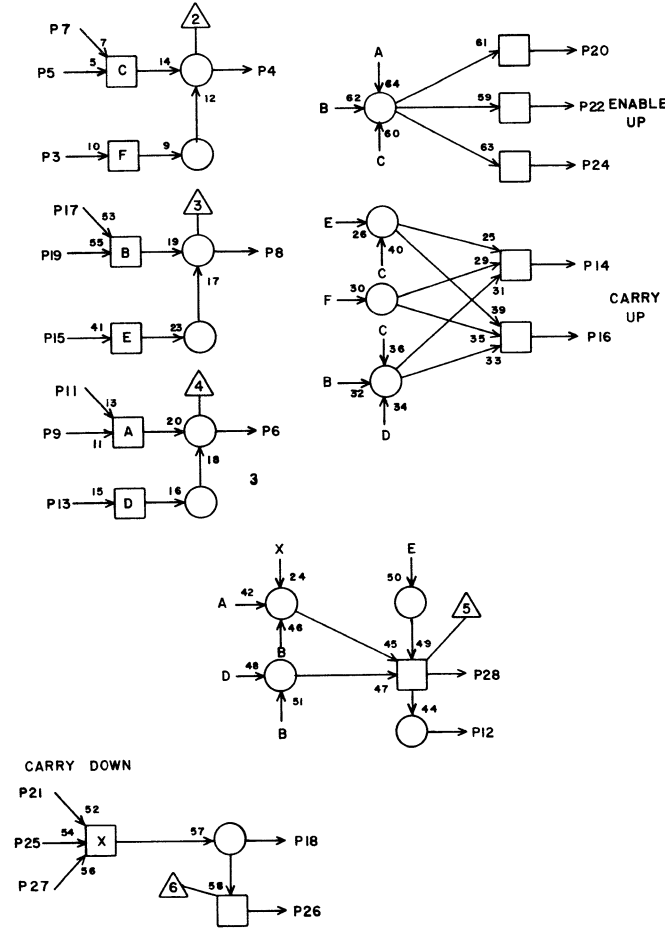 2
P7
7
P5
5
C
14
P4
12
P3
10
F
9
3
P17
53
P19
55
B
19
P8
17
P15
41
E
23
4
P11
13
P9
11
A
20
P6
18
3
P13
15
D
16
A
64
B
62
60
C
61
P20
59
P22 ENABLE
UP
63
P24
E
26
40
C
F
30
C
36
B
32
34
D
25
29
31
P14
39
35
33
P16
CARRY
UP
X
24
A
42
46
B
D
48
51
B
E
50
5
45
49
47
P28
44
P12
CARRY DOWN
P21
52
P25
54
X
P27
56
57
P18
6
58
P26